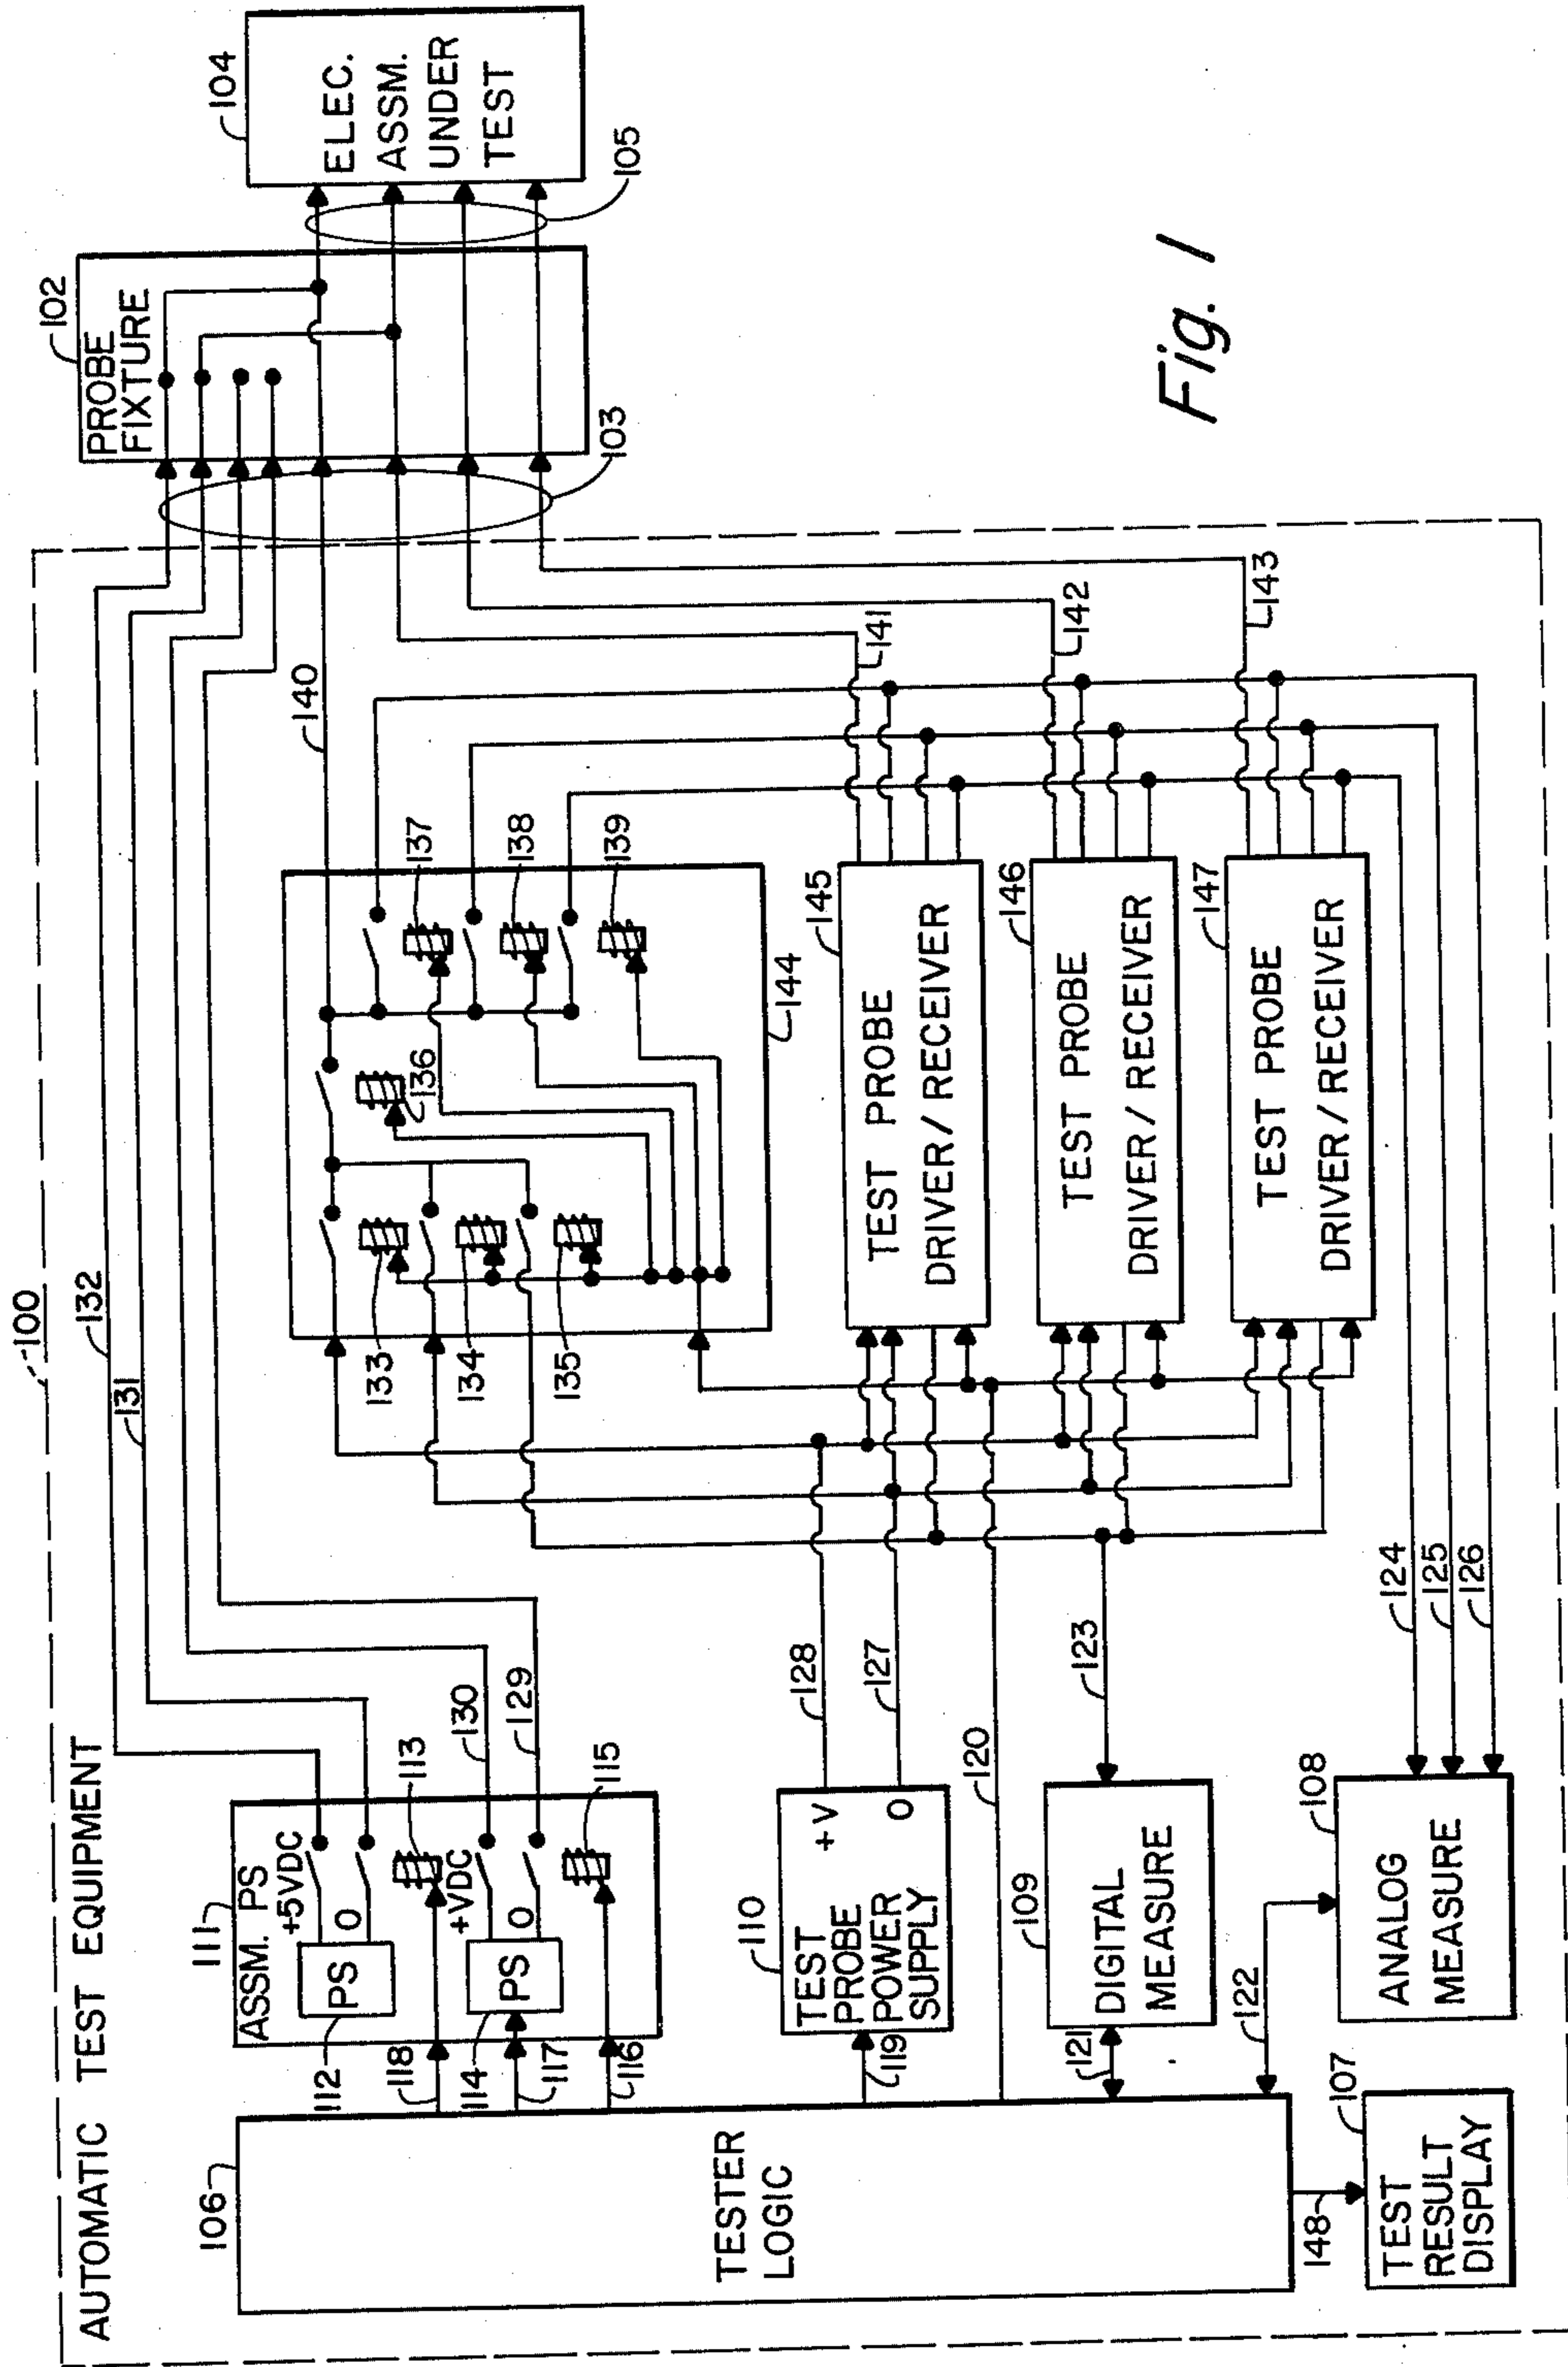 AUTOMATIC TEST EQUIPMENT
100
132
131
111
ASSM. PS
+5VDC
O
PS
112
113
118
+VDC
O
PS
114
117
130
129
115
116
106
TESTER
LOGIC
110
TEST
PROBE
POWER
SUPPLY
+V
O
119
128
127
120
109
DIGITAL
MEASURE
121
123
108
ANALOG
MEASURE
122
124
125
126
148
107
TEST
RESULT
DISPLAY
133
134
135
136
137
138
139
140
144
145
TEST PROBE
DRIVER/RECEIVER
141
146
TEST PROBE
DRIVER/RECEIVER
142
147
TEST PROBE
DRIVER/RECEIVER
143
102
PROBE
FIXTURE
103
104
ELEC.
ASSM.
UNDER
TEST
105
Fig. 1